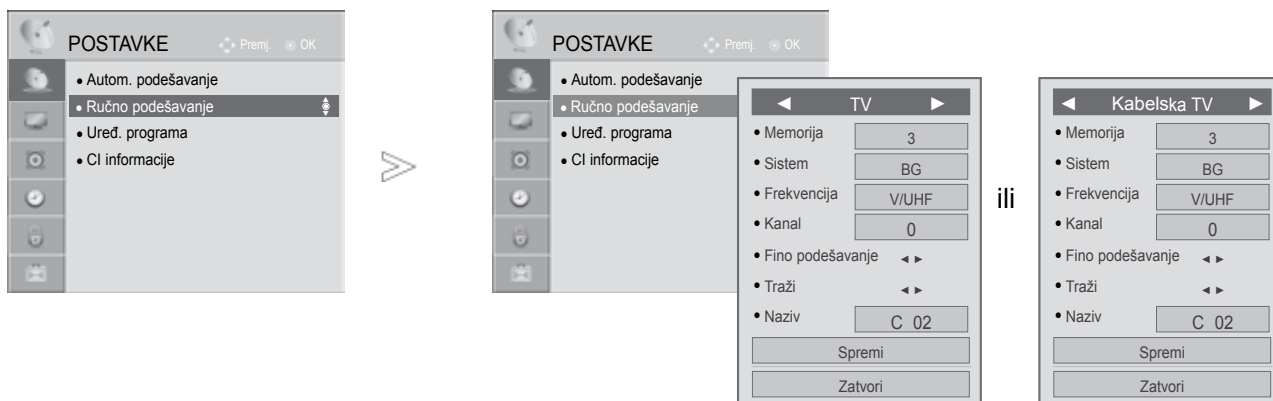 POSTAVKE Premj. OK
• Autom. podešavanje
• Ručno podešavanje
• Uređ. programa
• CI informacije
POSTAVKE Premj. OK
• Autom. podešavanje
• Ručno podešavanje
• Uređ. programa
• CI informacije
◄ TV ►
• Memorija 3
• Sistem BG
• Frekvencija V/UHF
• Kanal 0
• Fino podešavanje ◄ ►
• Traži ◄ ►
• Naziv C 02
Spremi
Zatvori
ili
◄ Kabelska TV ►
• Memorija 3
• Sistem BG
• Frekvencija V/UHF
• Kanal 0
• Fino podešavanje ◄ ►
• Traži ◄ ►
• Naziv C 02
Spremi
Zatvori